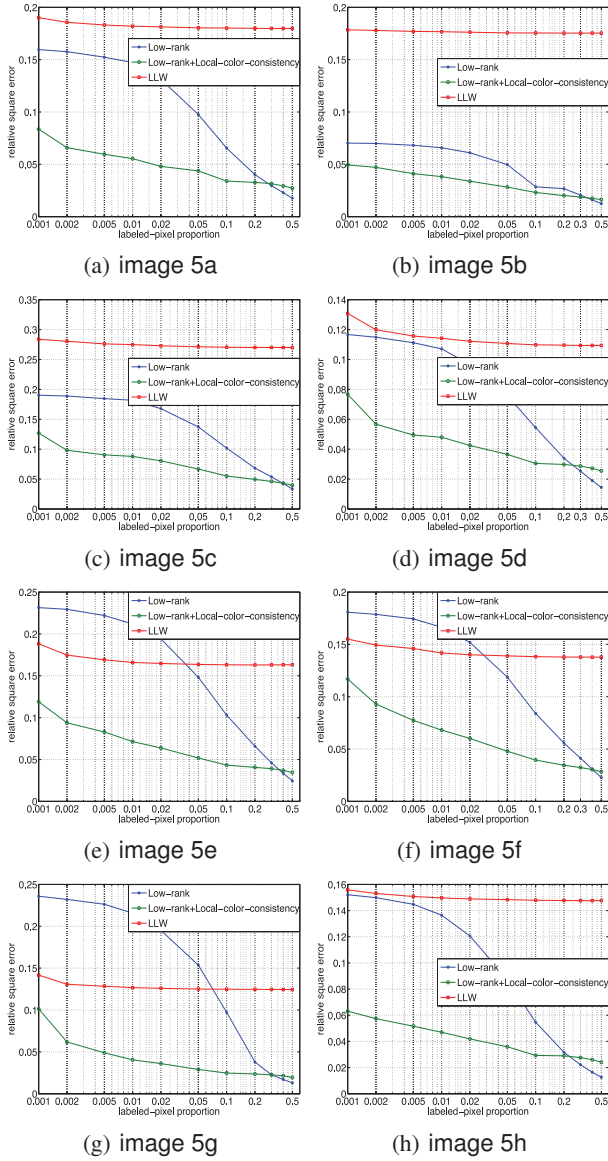 0.2
0.15
0.1
0.05
0
relative square error
Low-rank
Low-rank+Local-color-consistency
LLW
0.001 0.002 0.005 0.01 0.02 0.05 0.1 0.2 0.5
labeled-pixel proportion
(a) image 5a
0.2
0.15
0.1
0.05
0
relative square error
Low-rank
Low-rank+Local-color-consistency
LLW
0.001 0.002 0.005 0.01 0.02 0.05 0.1 0.2 0.3 0.5
labeled-pixel proportion
(b) image 5b
0.35
0.3
0.25
0.2
0.15
0.1
0.05
0
relative square error
Low-rank
Low-rank+Local-color-consistency
LLW
0.001 0.002 0.005 0.01 0.02 0.05 0.1 0.2 0.5
labeled-pixel proportion
(c) image 5c
0.14
0.12
0.1
0.08
0.06
0.04
0.02
0
relative square error
Low-rank
Low-rank+Local-color-consistency
LLW
0.001 0.002 0.005 0.01 0.02 0.05 0.1 0.2 0.3 0.5
labeled-pixel proportion
(d) image 5d
0.25
0.2
0.15
0.1
0.05
0
relative square error
Low-rank
Low-rank+Local-color-consistency
LLW
0.001 0.002 0.005 0.01 0.02 0.05 0.1 0.2 0.5
labeled-pixel proportion
(e) image 5e
0.2
0.15
0.1
0.05
0
relative square error
Low-rank
Low-rank+Local-color-consistency
LLW
0.001 0.002 0.005 0.01 0.02 0.05 0.1 0.2 0.3 0.5
labeled-pixel proportion
(f) image 5f
0.25
0.2
0.15
0.1
0.05
0
relative square error
Low-rank
Low-rank+Local-color-consistency
LLW
0.001 0.002 0.005 0.01 0.02 0.05 0.1 0.2 0.5
labeled-pixel proportion
(g) image 5g
0.16
0.14
0.12
0.1
0.08
0.06
0.04
0.02
0
relative square error
Low-rank
Low-rank+Local-color-consistency
LLW
0.001 0.002 0.005 0.01 0.02 0.05 0.1 0.2 0.5
labeled-pixel proportion
(h) image 5h